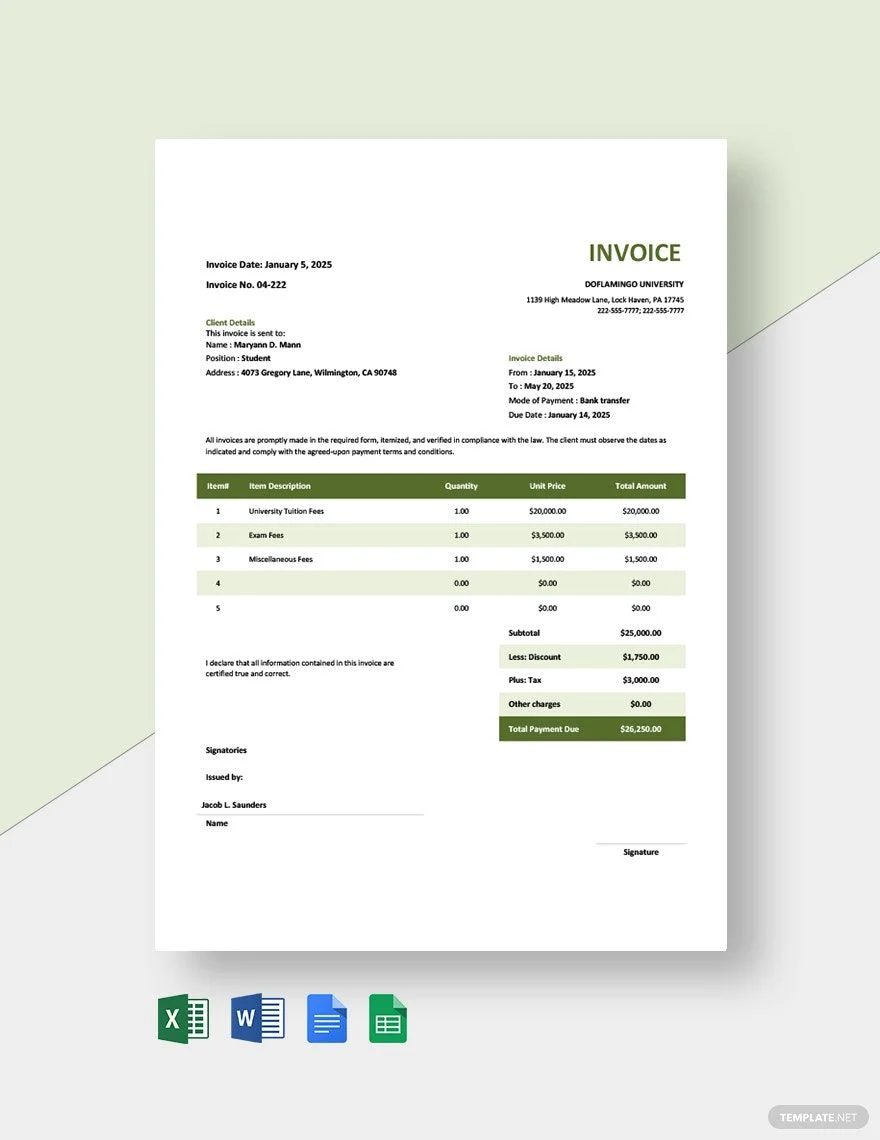 INVOICE
Invoice Date: January 5, 2025
Invoice No. 04-222
DOFLAMINGO UNIVERSITY
1139 High Meadow Lane, Lock Haven, PA 17745
222-555-7777; 222-555-7777
Client Details
This invoice is sent to:
Name : Maryann D. Mann
Position : Student
Address : 4073 Gregory Lane, Wilmington, CA 90748
Invoice Details
From : January 15, 2025
To : May 20, 2025
Mode of Payment : Bank transfer
Due Date : January 14, 2025
All invoices are promptly made in the required form, itemized, and verified in compliance with the law. The client must observe the dates as
indicated and comply with the agreed-upon payment terms and conditions.
Item# Item Description Quantity Unit Price Total Amount
1 University Tuition Fees 1.00 $20,000.00 $20,000.00
2 Exam Fees 1.00 $3,500.00 $3,500.00
3 Miscellaneous Fees 1.00 $1,500.00 $1,500.00
4 0.00 $0.00 $0.00
5 0.00 $0.00 $0.00
Subtotal $25,000.00
Less: Discount $1,750.00
Plus: Tax $3,000.00
Other charges $0.00
Total Payment Due $26,250.00
I declare that all information contained in this invoice are
certified true and correct.
Signatories
Issued by:
Jacob L. Saunders
Name
Signature
X
W
TEMPLATE.NET